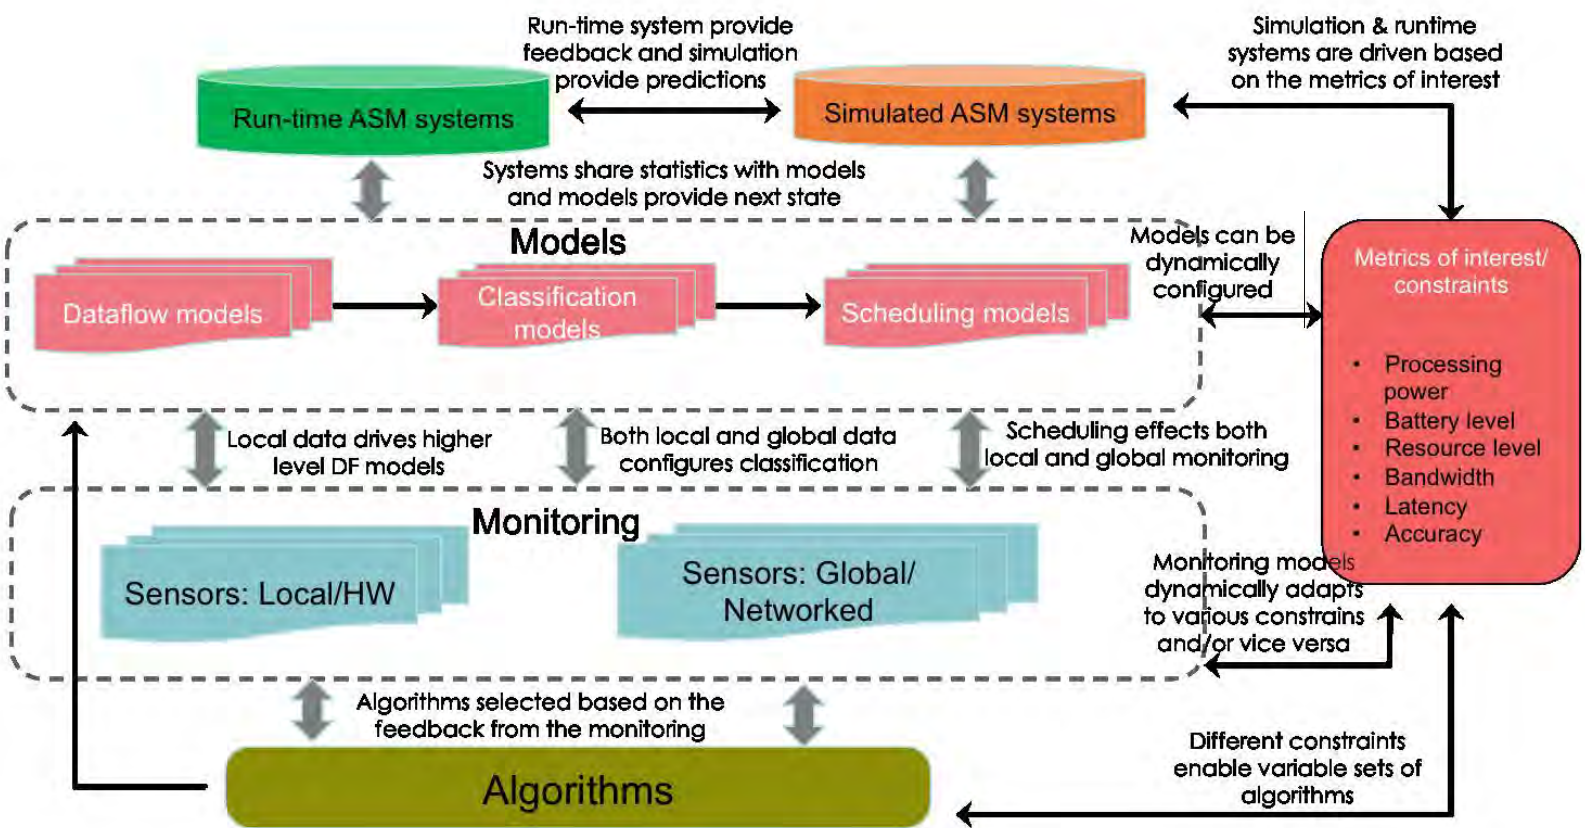 Run-time system provide
feedback and simulation
provide predictions
Simulation & runtime
systems are driven based
on the metrics of interest
Run-time ASM systems
Simulated ASM systems
Systems share statistics with models
and models provide next state
Models
Dataflow models
Classification
models
Scheduling models
Models can be
dynamically
configured
Metrics of interest/
constraints
• Processing
power
• Battery level
• Resource level
• Bandwidth
• Latency
• Accuracy
Local data drives higher
level DF models
Both local and global data
configures classification
Scheduling effects both
local and global monitoring
Monitoring
Sensors: Local/HW
Sensors: Global/
Networked
Monitoring models
dynamically adapts
to various constrains
and/or vice versa
Algorithms selected based on the
feedback from the monitoring
Algorithms
Different constraints
enable variable sets of
algorithms